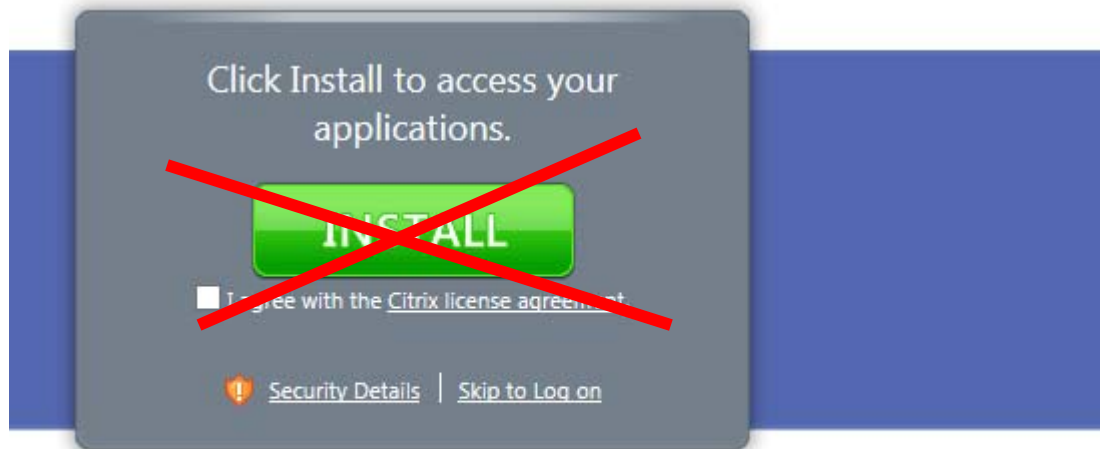 Click Install to access your
applications.
INSTALL
I agree with the Citrix license agreement.
Security Details | Skip to Log on